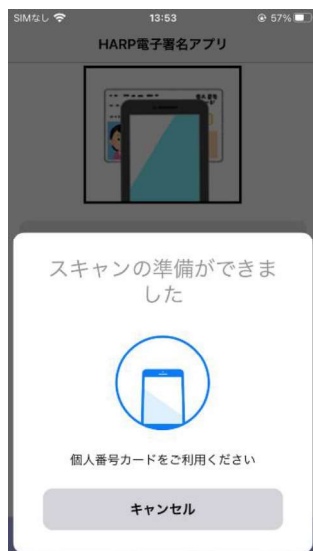 SIMなし 13:53 57%
HARP電子署名アプリ
スキャンの準備ができま
した
個人番号カードをご利用ください
キャンセル